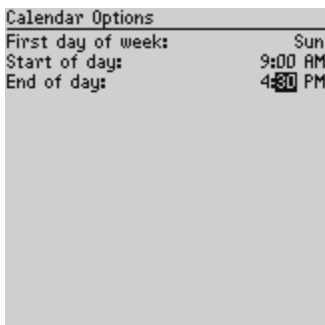 Calendar Options
First day of week: Sun
Start of day: 9:00 AM
End of day: 4:30 PM